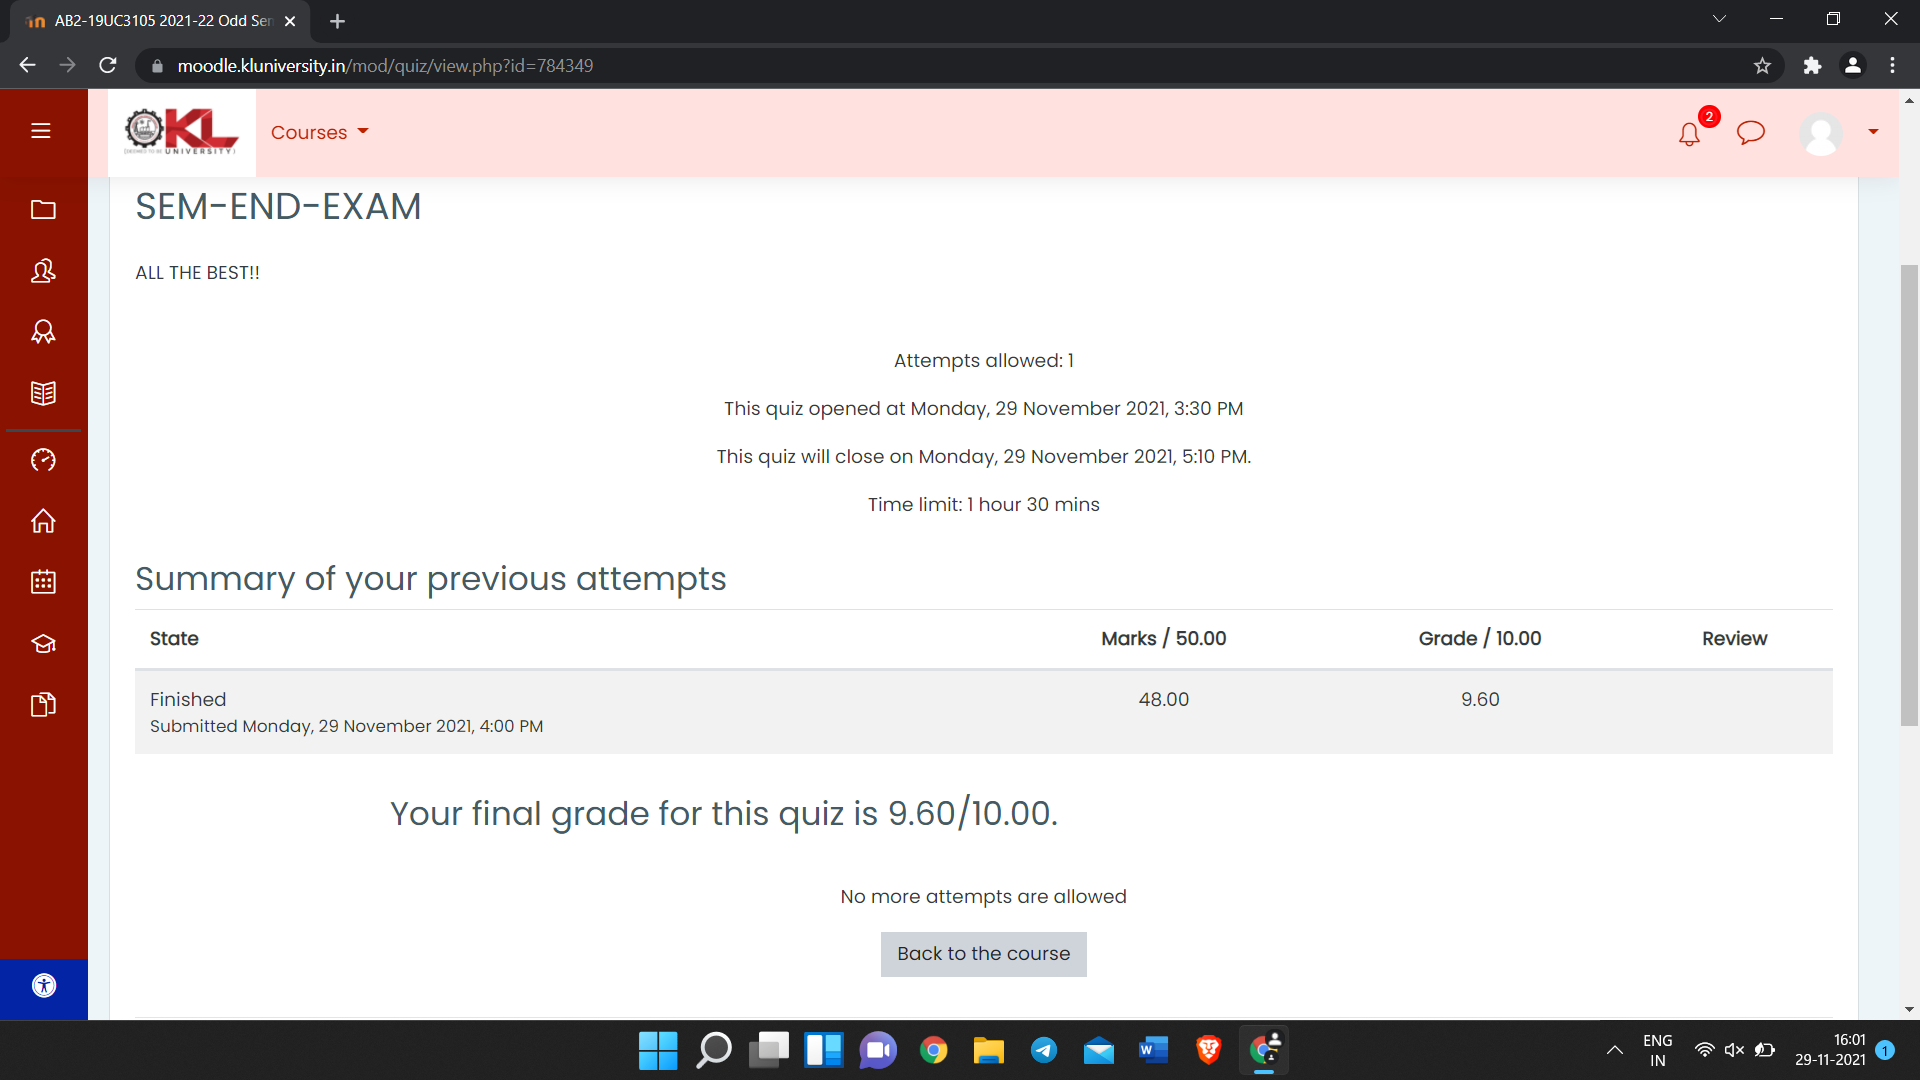 AB2-19UC3105 2021-22 Odd Sem
moodle.kluniversity.in/mod/quiz/view.php?id=784349
KL
UNIVERSITY
Courses
2
SEM-END-EXAM
ALL THE BEST!!
Attempts allowed: 1
This quiz opened at Monday, 29 November 2021, 3:30 PM
This quiz will close on Monday, 29 November 2021, 5:10 PM.
Time limit: 1 hour 30 mins
Summary of your previous attempts
State Marks / 50.00 Grade / 10.00 Review
Finished 48.00 9.60
Submitted Monday, 29 November 2021, 4:00 PM
Your final grade for this quiz is 9.60/10.00.
No more attempts are allowed
Back to the course
ENG
IN
16:01
29-11-2021
1